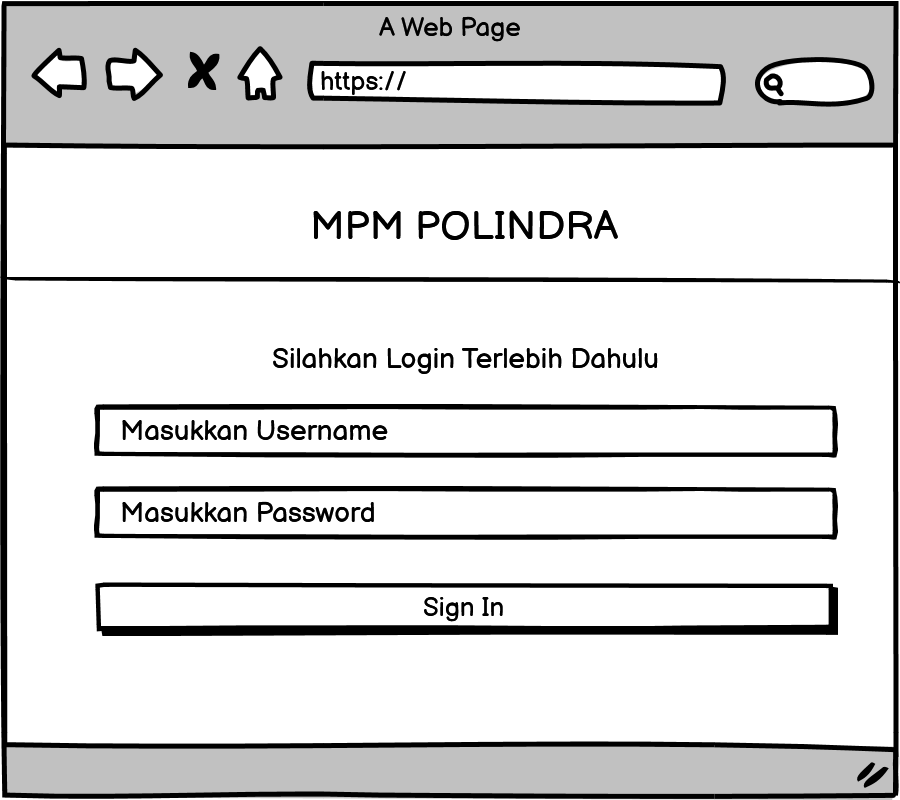 A Web Page
https://
MPM POLINDRA
Silahkan Login Terlebih Dahulu
Masukkan Username
Masukkan Password
Sign In